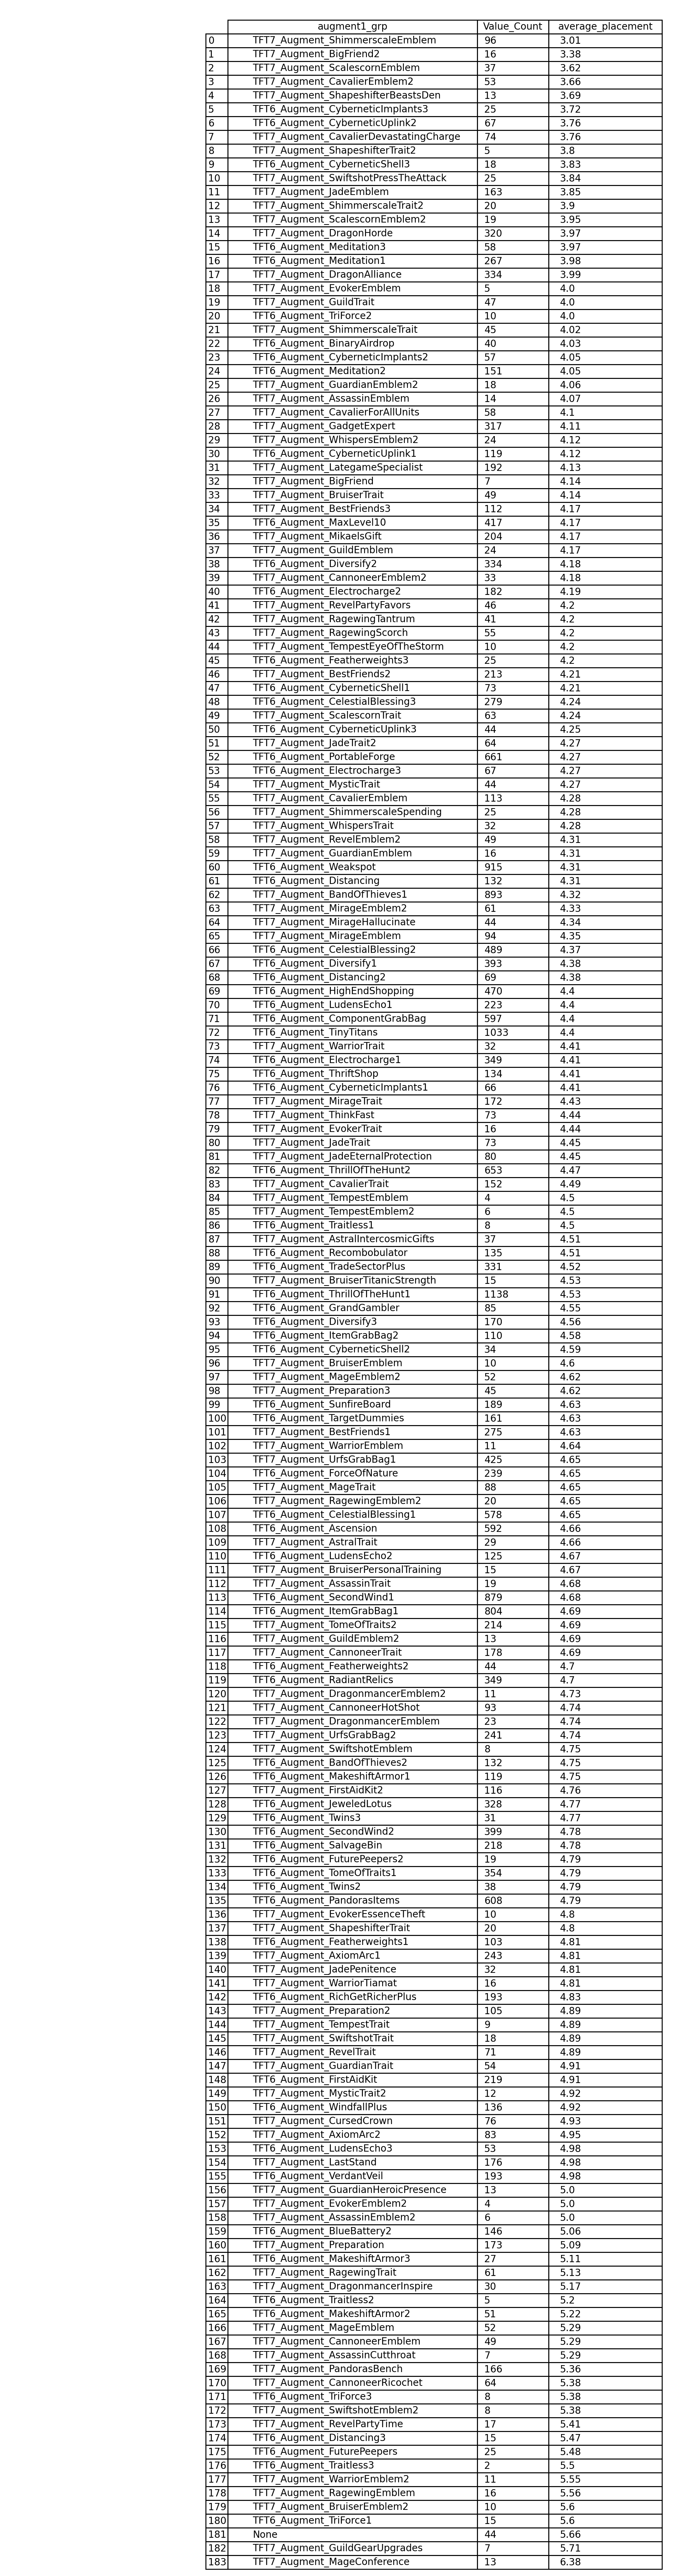 augment1_grp Value_Count average_placement
0 TFT7_Augment_ShimmerscaleEmblem 96 3.01
1 TFT7_Augment_BigFriend2 16 3.38
2 TFT7_Augment_ScalescornEmblem 37 3.62
3 TFT7_Augment_CavalierEmblem2 53 3.66
4 TFT7_Augment_ShapeshifterBeastsDen 13 3.69
5 TFT6_Augment_CyberneticImplants3 25 3.72
6 TFT6_Augment_CyberneticUplink2 67 3.76
7 TFT7_Augment_CavalierDevastatingCharge 74 3.76
8 TFT7_Augment_ShapeshifterTrait2 5 3.8
9 TFT6_Augment_CyberneticShell3 18 3.83
10 TFT7_Augment_SwiftshotPressTheAttack 25 3.84
11 TFT7_Augment_JadeEmblem 163 3.85
12 TFT7_Augment_ShimmerscaleTrait2 20 3.9
13 TFT7_Augment_ScalescornEmblem2 19 3.95
14 TFT7_Augment_DragonHorde 320 3.97
15 TFT6_Augment_Meditation3 58 3.97
16 TFT6_Augment_Meditation1 267 3.98
17 TFT7_Augment_DragonAlliance 334 3.99
18 TFT7_Augment_EvokerEmblem 5 4.0
19 TFT7_Augment_GuildTrait 47 4.0
20 TFT6_Augment_TriForce2 10 4.0
21 TFT7_Augment_ShimmerscaleTrait 45 4.02
22 TFT6_Augment_BinaryAirdrop 40 4.03
23 TFT6_Augment_CyberneticImplants2 57 4.05
24 TFT6_Augment_Meditation2 151 4.05
25 TFT7_Augment_GuardianEmblem2 18 4.06
26 TFT7_Augment_AssassinEmblem 14 4.07
27 TFT7_Augment_CavalierForAllUnits 58 4.1
28 TFT7_Augment_GadgetExpert 317 4.11
29 TFT7_Augment_WhispersEmblem2 24 4.12
30 TFT6_Augment_CyberneticUplink1 119 4.12
31 TFT7_Augment_LategameSpecialist 192 4.13
32 TFT7_Augment_BigFriend 7 4.14
33 TFT7_Augment_BruiserTrait 49 4.14
34 TFT7_Augment_BestFriends3 112 4.17
35 TFT6_Augment_MaxLevel10 417 4.17
36 TFT7_Augment_MikaelsGift 204 4.17
37 TFT7_Augment_GuildEmblem 24 4.17
38 TFT6_Augment_Diversify2 334 4.18
39 TFT7_Augment_CannoneerEmblem2 33 4.18
40 TFT6_Augment_Electrocharge2 182 4.19
41 TFT7_Augment_RevelPartyFavors 46 4.2
42 TFT7_Augment_RagewingTantrum 41 4.2
43 TFT7_Augment_RagewingScorch 55 4.2
44 TFT7_Augment_TempestEyeOfTheStorm 10 4.2
45 TFT6_Augment_Featherweights3 25 4.2
46 TFT7_Augment_BestFriends2 213 4.21
47 TFT6_Augment_CyberneticShell1 73 4.21
48 TFT6_Augment_CelestialBlessing3 279 4.24
49 TFT7_Augment_ScalescornTrait 63 4.24
50 TFT6_Augment_CyberneticUplink3 44 4.25
51 TFT7_Augment_JadeTrait2 64 4.27
52 TFT6_Augment_PortableForge 661 4.27
53 TFT6_Augment_Electrocharge3 67 4.27
54 TFT7_Augment_MysticTrait 44 4.27
55 TFT7_Augment_CavalierEmblem 113 4.28
56 TFT7_Augment_ShimmerscaleSpending 25 4.28
57 TFT7_Augment_WhispersTrait 32 4.28
58 TFT7_Augment_RevelEmblem2 49 4.31
59 TFT7_Augment_GuardianEmblem 16 4.31
60 TFT6_Augment_Weakspot 915 4.31
61 TFT6_Augment_Distancing 132 4.31
62 TFT7_Augment_BandOfThieves1 893 4.32
63 TFT7_Augment_MirageEmblem2 61 4.33
64 TFT7_Augment_MirageHallucinate 44 4.34
65 TFT7_Augment_MirageEmblem 94 4.35
66 TFT6_Augment_CelestialBlessing2 489 4.37
67 TFT6_Augment_Diversify1 393 4.38
68 TFT6_Augment_Distancing2 69 4.38
69 TFT6_Augment_HighEndShopping 470 4.4
70 TFT6_Augment_LudensEcho1 223 4.4
71 TFT6_Augment_ComponentGrabBag 597 4.4
72 TFT6_Augment_TinyTitans 1033 4.4
73 TFT7_Augment_WarriorTrait 32 4.41
74 TFT6_Augment_Electrocharge1 349 4.41
75 TFT6_Augment_ThriftShop 134 4.41
76 TFT6_Augment_CyberneticImplants1 66 4.41
77 TFT7_Augment_MirageTrait 172 4.43
78 TFT7_Augment_ThinkFast 73 4.44
79 TFT7_Augment_EvokerTrait 16 4.44
80 TFT7_Augment_JadeTrait 73 4.45
81 TFT7_Augment_JadeEternalProtection 80 4.45
82 TFT6_Augment_ThrillOfTheHunt2 653 4.47
83 TFT7_Augment_CavalierTrait 152 4.49
84 TFT7_Augment_TempestEmblem 4 4.5
85 TFT7_Augment_TempestEmblem2 6 4.5
86 TFT6_Augment_Traitless1 8 4.5
87 TFT7_Augment_AstralIntercosmicGifts 37 4.51
88 TFT6_Augment_Recombobulator 135 4.51
89 TFT6_Augment_TradeSectorPlus 331 4.52
90 TFT7_Augment_BruiserTitanicStrength 15 4.53
91 TFT6_Augment_ThrillOfTheHunt1 1138 4.53
92 TFT6_Augment_GrandGambler 85 4.55
93 TFT6_Augment_Diversify3 170 4.56
94 TFT6_Augment_ItemGrabBag2 110 4.58
95 TFT6_Augment_CyberneticShell2 34 4.59
96 TFT7_Augment_BruiserEmblem 10 4.6
97 TFT7_Augment_MageEmblem2 52 4.62
98 TFT7_Augment_Preparation3 45 4.62
99 TFT6_Augment_SunfireBoard 189 4.63
100 TFT6_Augment_TargetDummies 161 4.63
101 TFT7_Augment_BestFriends1 275 4.63
102 TFT7_Augment_WarriorEmblem 11 4.64
103 TFT7_Augment_UrfsGrabBag1 425 4.65
104 TFT6_Augment_ForceOfNature 239 4.65
105 TFT7_Augment_MageTrait 88 4.65
106 TFT7_Augment_RagewingEmblem2 20 4.65
107 TFT6_Augment_CelestialBlessing1 578 4.65
108 TFT6_Augment_Ascension 592 4.66
109 TFT7_Augment_AstralTrait 29 4.66
110 TFT6_Augment_LudensEcho2 125 4.67
111 TFT7_Augment_BruiserPersonalTraining 15 4.67
112 TFT7_Augment_AssassinTrait 19 4.68
113 TFT6_Augment_SecondWind1 879 4.68
114 TFT6_Augment_ItemGrabBag1 804 4.69
115 TFT7_Augment_TomeOfTraits2 214 4.69
116 TFT7_Augment_GuildEmblem2 13 4.69
117 TFT7_Augment_CannoneerTrait 178 4.69
118 TFT6_Augment_Featherweights2 44 4.7
119 TFT6_Augment_RadiantRelics 349 4.7
120 TFT7_Augment_DragonmancerEmblem2 11 4.73
121 TFT7_Augment_CannoneerHotShot 93 4.74
122 TFT7_Augment_DragonmancerEmblem 23 4.74
123 TFT7_Augment_UrfsGrabBag2 241 4.74
124 TFT7_Augment_SwiftshotEmblem 8 4.75
125 TFT6_Augment_BandOfThieves2 132 4.75
126 TFT6_Augment_MakeshiftArmor1 119 4.75
127 TFT7_Augment_FirstAidKit2 116 4.76
128 TFT6_Augment_JeweledLotus 328 4.77
129 TFT6_Augment_Twins3 31 4.77
130 TFT6_Augment_SecondWind2 399 4.78
131 TFT6_Augment_SalvageBin 218 4.78
132 TFT7_Augment_FuturePeepers2 19 4.79
133 TFT6_Augment_TomeOfTraits1 354 4.79
134 TFT6_Augment_Twins2 38 4.79
135 TFT6_Augment_PandorasItems 608 4.79
136 TFT7_Augment_EvokerEssenceTheft 10 4.8
137 TFT7_Augment_ShapeshifterTrait 20 4.8
138 TFT6_Augment_Featherweights1 103 4.81
139 TFT7_Augment_AxiomArc1 243 4.81
140 TFT7_Augment_JadePenitence 32 4.81
141 TFT7_Augment_WarriorTiamat 16 4.81
142 TFT6_Augment_RichGetRicherPlus 193 4.83
143 TFT7_Augment_Preparation2 105 4.89
144 TFT7_Augment_TempestTrait 9 4.89
145 TFT7_Augment_SwiftshotTrait 18 4.89
146 TFT7_Augment_RevelTrait 71 4.89
147 TFT7_Augment_GuardianTrait 54 4.91
148 TFT6_Augment_FirstAidKit 219 4.91
149 TFT7_Augment_MysticTrait2 12 4.92
150 TFT6_Augment_WindfallPlus 136 4.92
151 TFT7_Augment_CursedCrown 76 4.93
152 TFT7_Augment_AxiomArc2 83 4.95
153 TFT6_Augment_LudensEcho3 53 4.98
154 TFT7_Augment_LastStand 176 4.98
155 TFT6_Augment_VerdantVeil 193 4.98
156 TFT7_Augment_GuardianHeroicPresence 13 5.0
157 TFT7_Augment_EvokerEmblem2 4 5.0
158 TFT7_Augment_AssassinEmblem2 6 5.0
159 TFT6_Augment_BlueBattery2 146 5.06
160 TFT7_Augment_Preparation 173 5.09
161 TFT6_Augment_MakeshiftArmor3 27 5.11
162 TFT7_Augment_RagewingTrait 61 5.13
163 TFT7_Augment_DragonmancerInspire 30 5.17
164 TFT6_Augment_Traitless2 5 5.2
165 TFT6_Augment_MakeshiftArmor2 51 5.22
166 TFT7_Augment_MageEmblem 52 5.29
167 TFT7_Augment_CannoneerEmblem 49 5.29
168 TFT7_Augment_AssassinCutthroat 7 5.29
169 TFT7_Augment_PandorasBench 166 5.36
170 TFT7_Augment_CannoneerRicochet 64 5.38
171 TFT6_Augment_TriForce3 8 5.38
172 TFT7_Augment_SwiftshotEmblem2 8 5.38
173 TFT7_Augment_RevelPartyTime 17 5.41
174 TFT6_Augment_Distancing3 15 5.47
175 TFT7_Augment_FuturePeepers 25 5.48
176 TFT6_Augment_Traitless3 2 5.5
177 TFT7_Augment_WarriorEmblem2 11 5.55
178 TFT7_Augment_RagewingEmblem 16 5.56
179 TFT7_Augment_BruiserEmblem2 10 5.6
180 TFT6_Augment_TriForce1 15 5.6
181 None 44 5.66
182 TFT7_Augment_GuildGearUpgrades 7 5.71
183 TFT7_Augment_MageConference 13 6.38